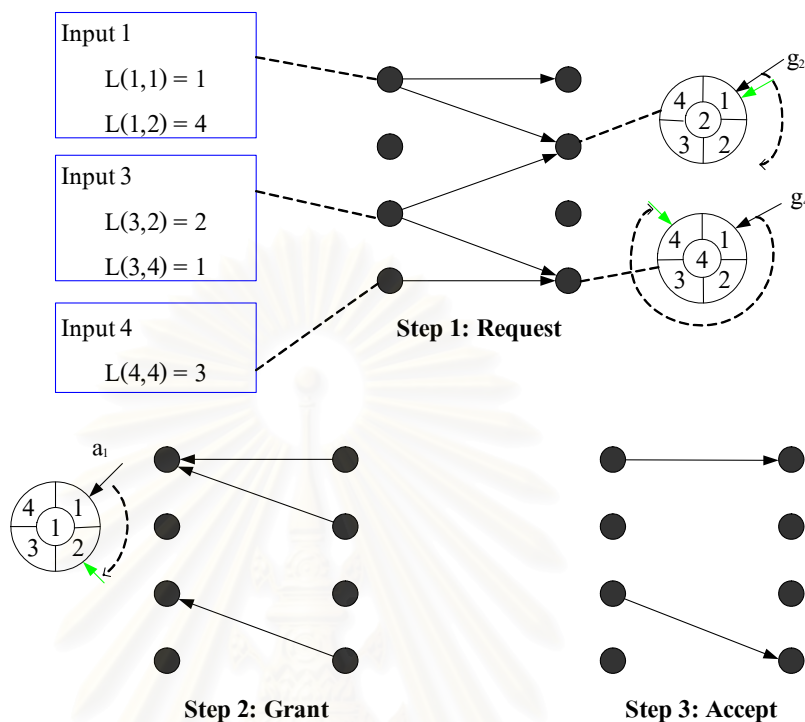 Input 1
L(1,1) = 1
L(1,2) = 4
Input 3
L(3,2) = 2
L(3,4) = 1
Input 4
L(4,4) = 3
g₂
4 1
2
3 2
g₄
4 1
4
3 2
Step 1: Request
a₁
4 1
1
3 2
Step 2: Grant
Step 3: Accept